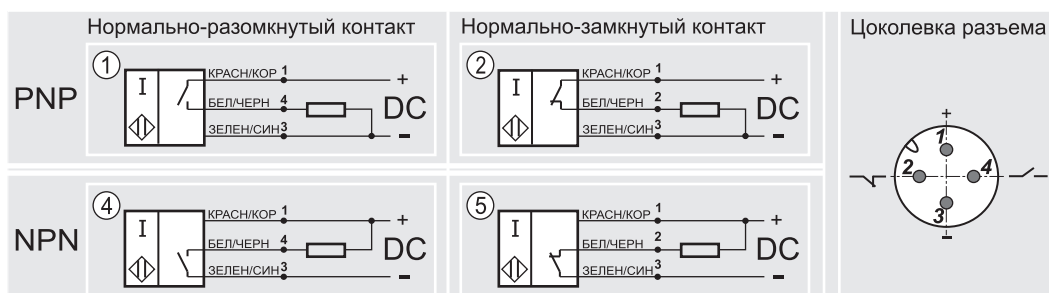 Нормально-разомкнутый контакт
Нормально-замкнутый контакт
Цоколевка разъема
PNP
1
I
КРАСН/КОР 1
+
БЕЛ/ЧЕРН 4
DC
ЗЕЛЕН/СИН 3
-
2
I
КРАСН/КОР 1
+
БЕЛ/ЧЕРН 2
DC
ЗЕЛЕН/СИН 3
-
NPN
4
I
КРАСН/КОР 1
+
БЕЛ/ЧЕРН 4
DC
ЗЕЛЕН/СИН 3
-
5
I
КРАСН/КОР 1
+
БЕЛ/ЧЕРН 2
DC
ЗЕЛЕН/СИН 3
-
+
1
2
4
3
-